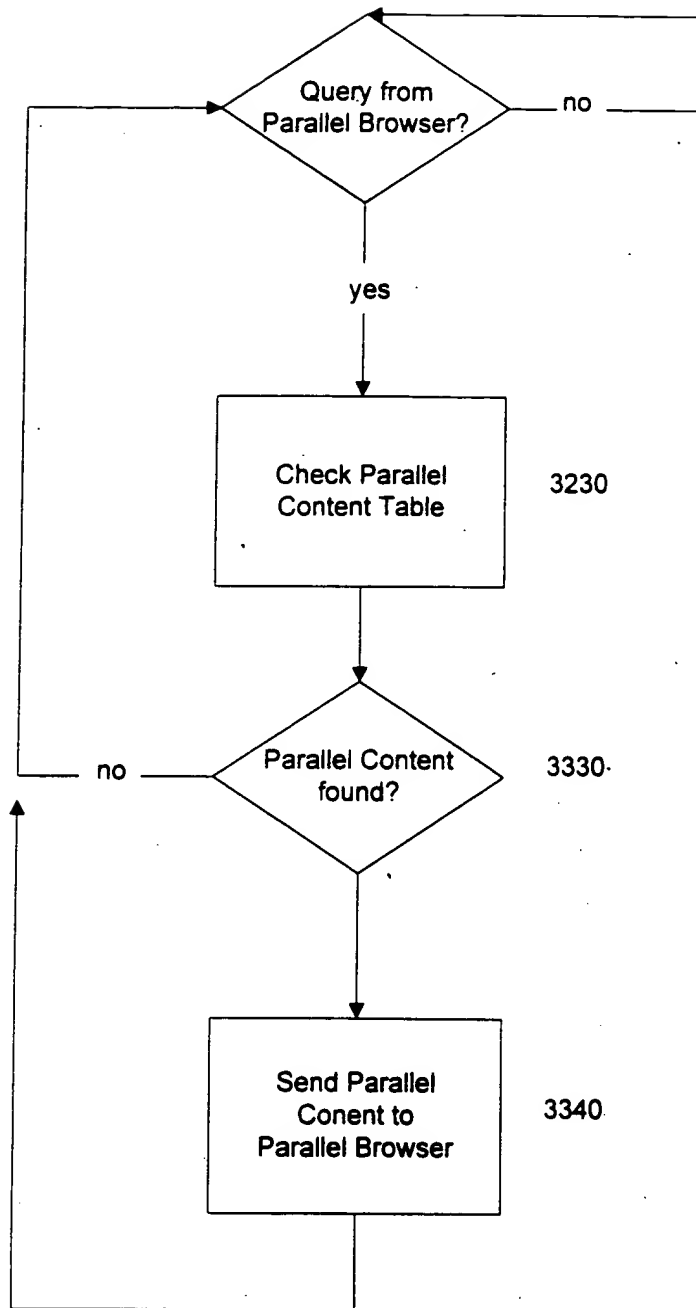 Query from
Parallel Browser?
no
yes
Check Parallel
Content Table
3230
Parallel Content
found?
3330
no
Send Parallel
Conent to
Parallel Browser
3340